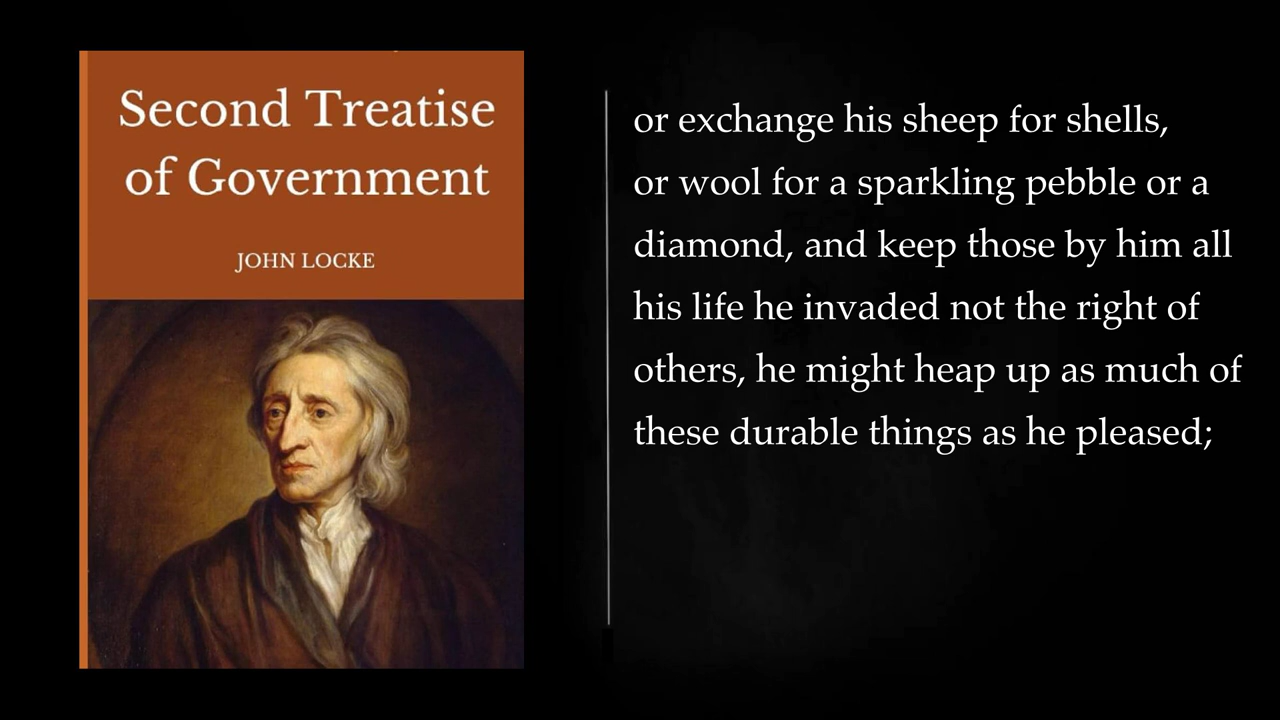 Second Treatise
of Government
JOHN LOCKE
or exchange his sheep for shells,
or wool for a sparkling pebble or a
diamond, and keep those by him all
his life he invaded not the right of
others, he might heap up as much of
these durable things as he pleased;